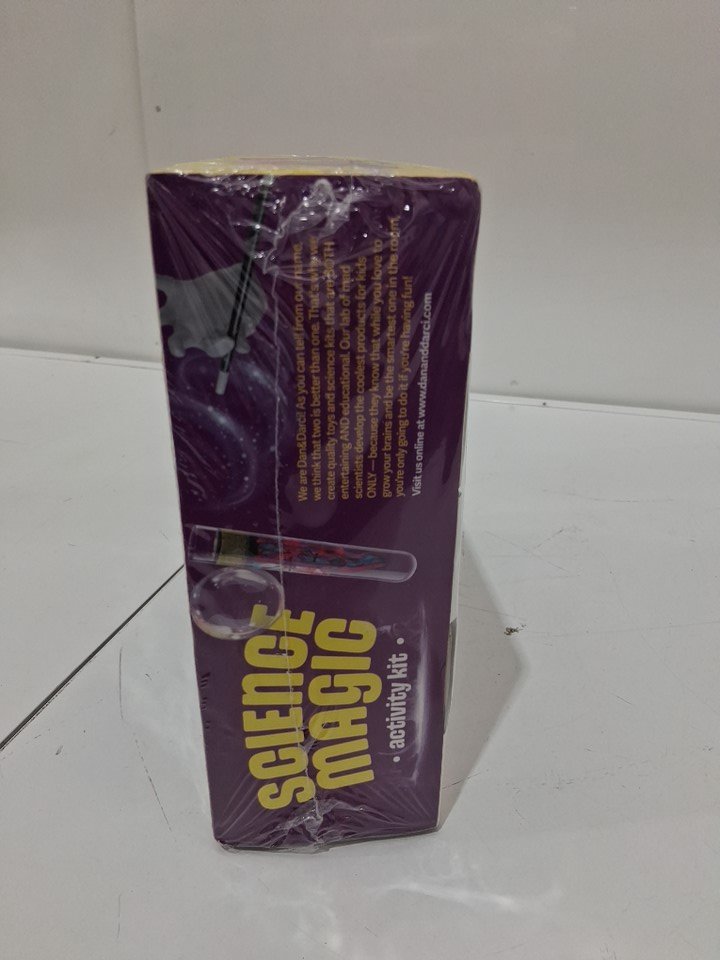 SCIENCE
MAGIC
• activity kit •
We are Dan&Darci! As you can tell from our name,
we think that two is better than one. That's why we
create quality toys and science kits that are BOTH
entertaining AND educational. Our lab of mad
scientists develop the coolest products for kids
ONLY — because they know that while you love to
grow your brains and be the smartest one in the room,
you're only going to do it if you're having fun!
Visit us online at www.dananddarci.com